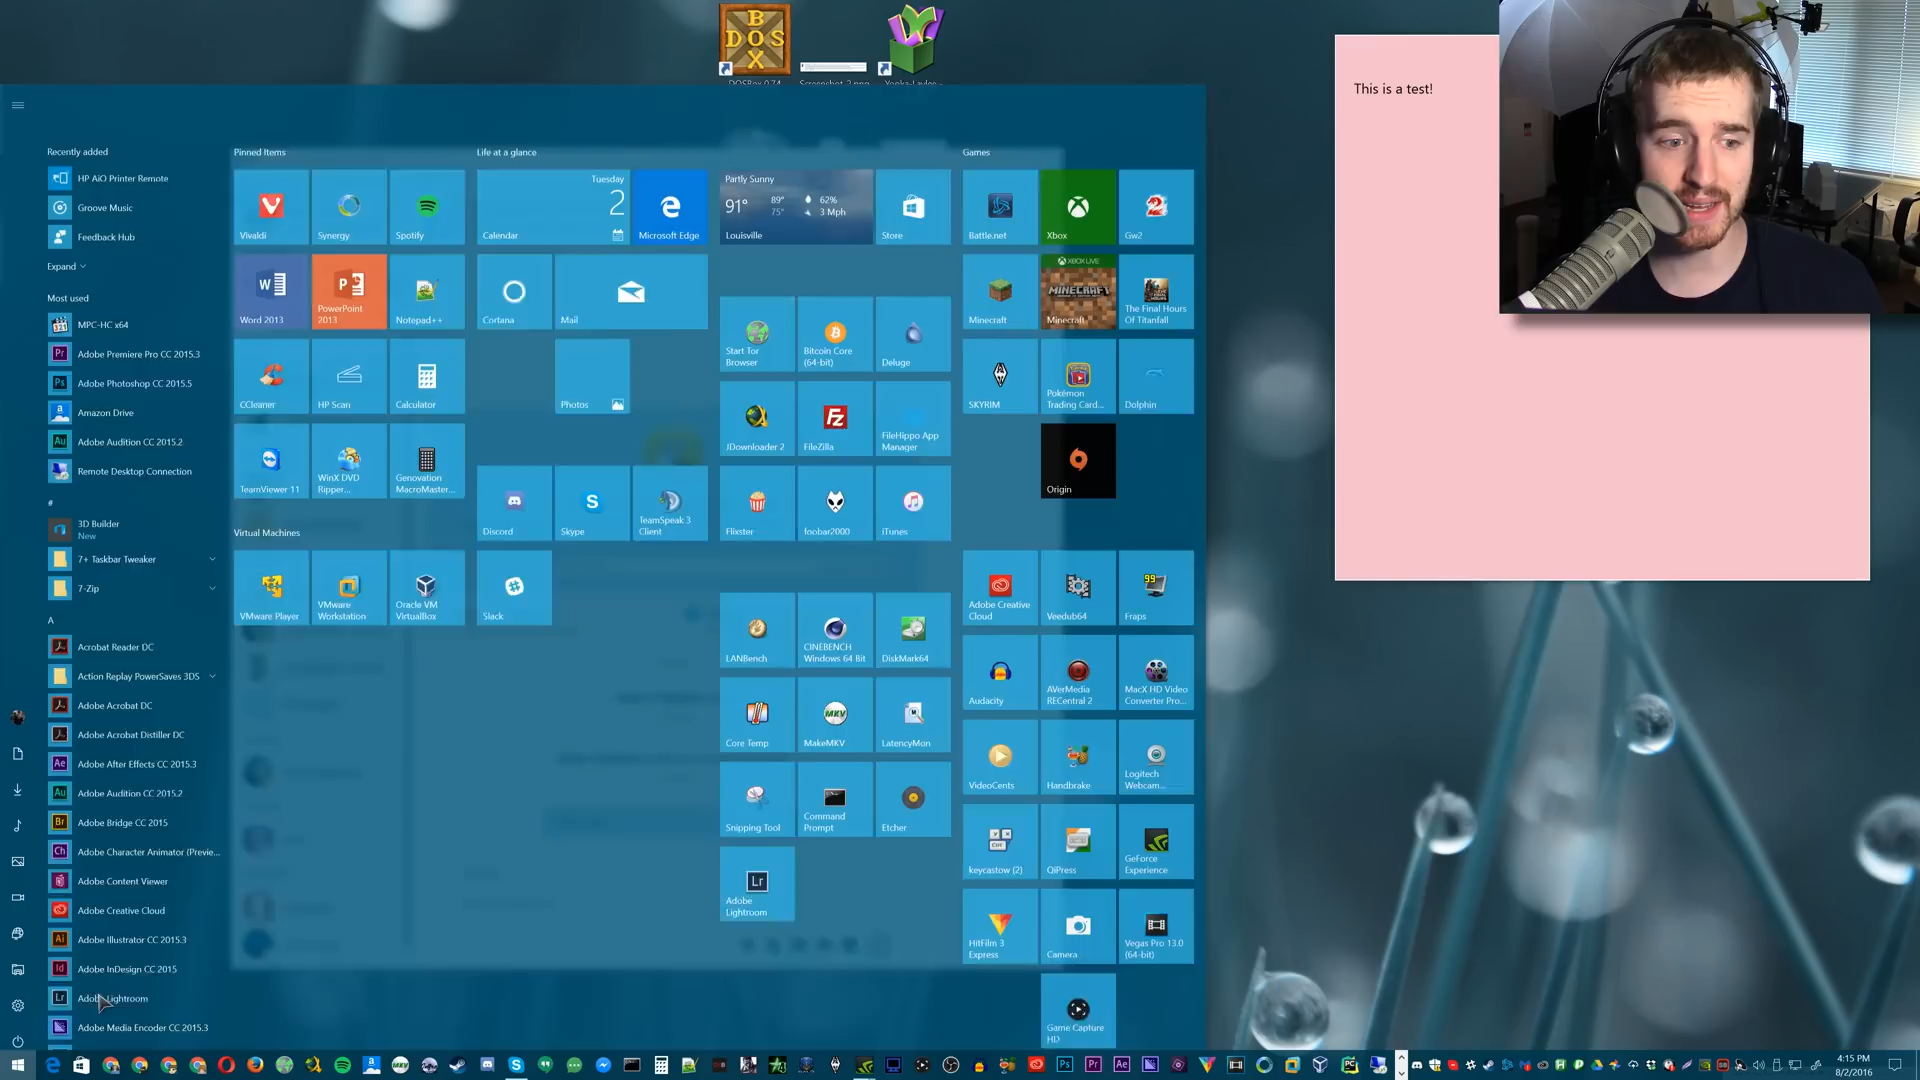 DOSBox 0.74
Screenshot_2.png
This is a test!
Recently added
HP AiO Printer Remote
Groove Music
Feedback Hub
Expand
Most used
MPC-HC x64
Adobe Premiere Pro CC 2015.3
Adobe Photoshop CC 2015.5
Amazon Drive
Adobe Audition CC 2015.2
Remote Desktop Connection
#
3D Builder
New
7+ Taskbar Tweaker
7-Zip
A
Acrobat Reader DC
Action Replay PowerSaves 3DS
Adobe Acrobat DC
Adobe Acrobat Distiller DC
Adobe After Effects CC 2015.3
Adobe Audition CC 2015.2
Adobe Bridge CC 2015
Adobe Character Animator (Previe...
Adobe Content Viewer
Adobe Creative Cloud
Adobe Illustrator CC 2015.3
Adobe InDesign CC 2015
Adobe Lightroom
Adobe Media Encoder CC 2015.3
Pinned Items
Vivaldi
Synergy
Spotify
Word 2013
PowerPoint
2013
Notepad++
CCleaner
HP Scan
Calculator
TeamViewer 11
WinX DVD
Ripper...
Genovation
MacroMaster...
Virtual Machines
VMware Player
VMware
Workstation
Oracle VM
VirtualBox
Life at a glance
Tuesday
2
Calendar
Microsoft Edge
Cortana
Mail
Photos
Discord
Skype
TeamSpeak 3
Client
Slack
Partly Sunny
91°
89°
75°
62%
3 Mph
Louisville
Store
Start Tor
Browser
Bitcoin Core
(64-bit)
Deluge
JDownloader 2
FileZilla
FileHippo App
Manager
Flixster
foobar2000
iTunes
LANBench
CINEBENCH
Windows 64 Bit
DiskMark64
Core Temp
MakeMKV
LatencyMon
Snipping Tool
Command
Prompt
Etcher
Adobe
Lightroom
Games
Battle.net
Xbox
Gw2
Minecraft
XBOX LIVE
MINECRAFT
Minecraft
The Final Hours
Of Titanfall
SKYRIM
Pokémon
Trading Card...
Dolphin
Origin
Adobe Creative
Cloud
Veedub64
99
Fraps
Audacity
AVerMedia
RECentral 2
MacX HD Video
Converter Pro...
VideoCents
Handbrake
Logitech
Webcam...
keycastow (2)
QiPress
GeForce
Experience
HitFilm 3
Express
Camera
Vegas Pro 13.0
(64-bit)
Game Capture
HD
4:15 PM
8/2/2016